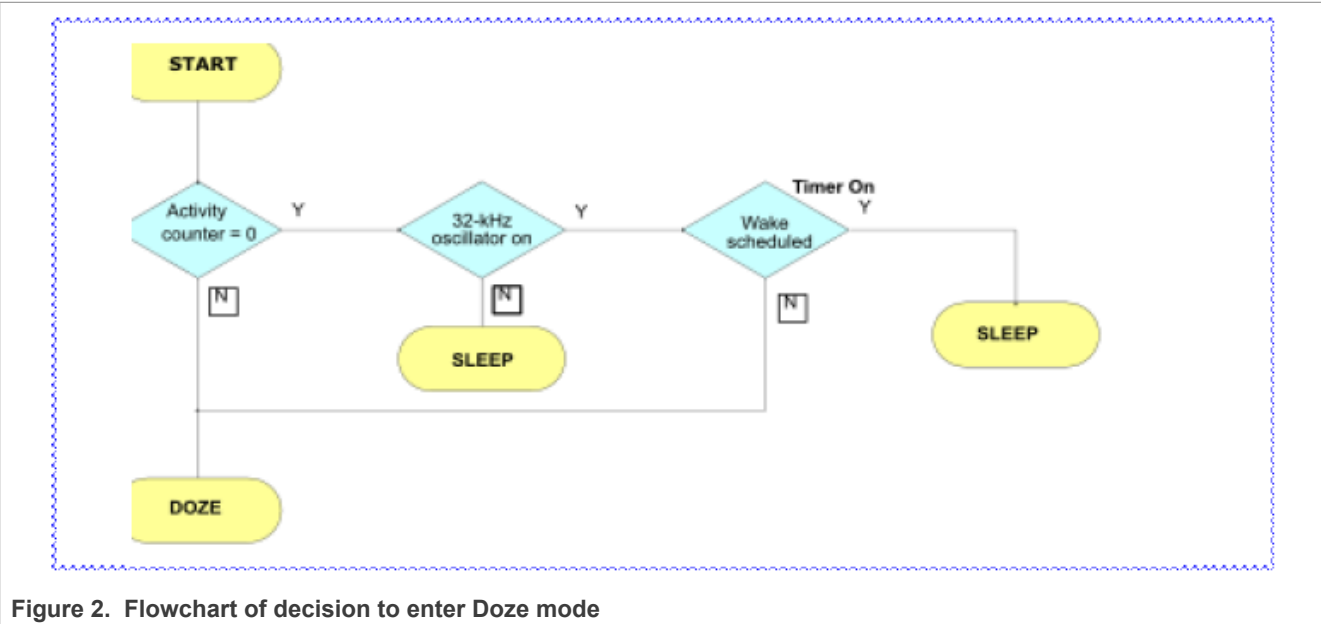 START
Activity
counter = 0
Y
N
32-kHz
oscillator on
Y
N
SLEEP
Timer On
Wake
scheduled
Y
N
SLEEP
DOZE
Figure 2. Flowchart of decision to enter Doze mode